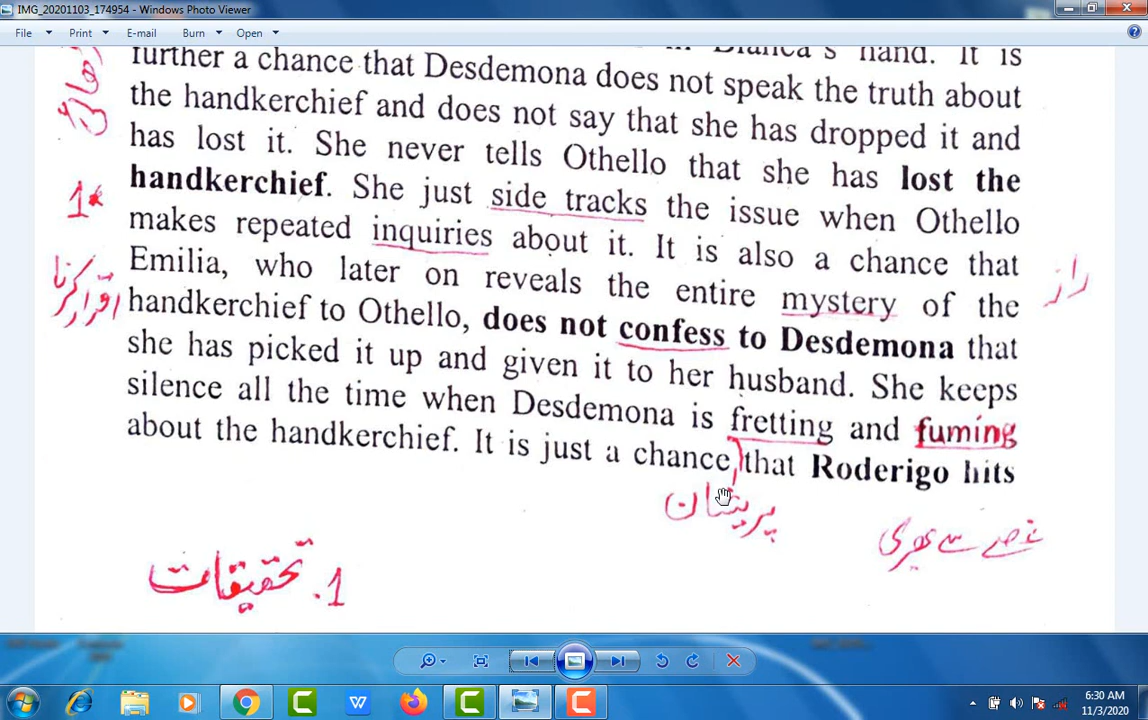 IMG_20201103_174954 - Windows Photo Viewer
File Print E-mail Burn Open
hand. It is
further a chance that Desdemona does not speak the truth about
the handkerchief and does not say that she has dropped it and
has lost it. She never tells Othello that she has lost the
handkerchief. She just side tracks the issue when Othello
1*
makes repeated inquiries about it. It is also a chance that
Emilia, who later on reveals the entire mystery of the
راز
اقرار کرنا
handkerchief to Othello, does not confess to Desdemona that
she has picked it up and given it to her husband. She keeps
silence all the time when Desdemona is fretting and fuming
about the handkerchief. It is just a chance that Roderigo hits
پریشان
غصے سے بھری
1. تحقیقات
6:30 AM
11/3/2020